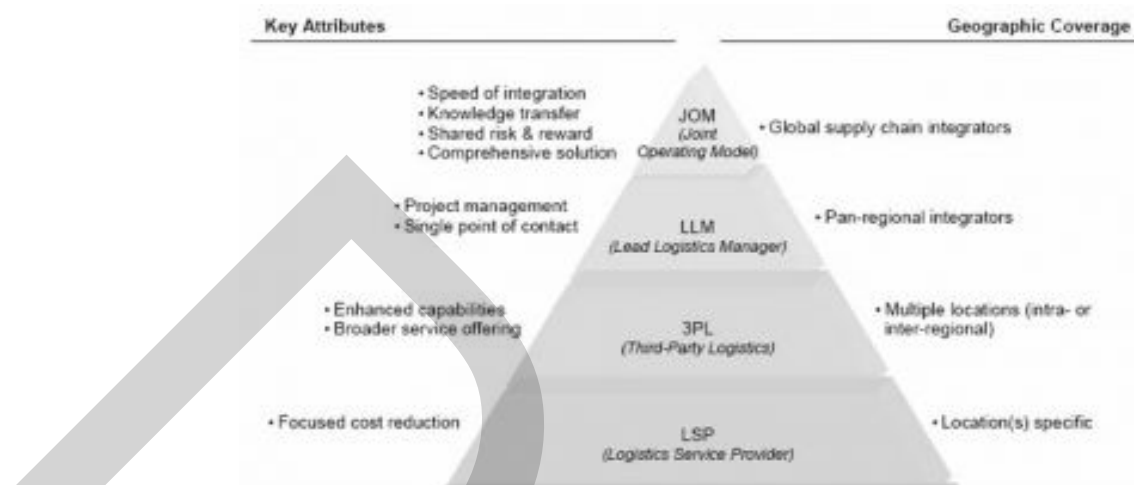 Key Attributes
Geographic Coverage
• Speed of integration
• Knowledge transfer
• Shared risk & reward
• Comprehensive solution
JOM
(Joint
Operating Model)
• Global supply chain integrators
• Project management
• Single point of contact
LLM
(Lead Logistics Manager)
• Pan-regional integrators
• Enhanced capabilities
• Broader service offering
3PL
(Third-Party Logistics)
• Multiple locations (intra- or
inter-regional)
• Focused cost reduction
LSP
(Logistics Service Provider)
• Location(s) specific